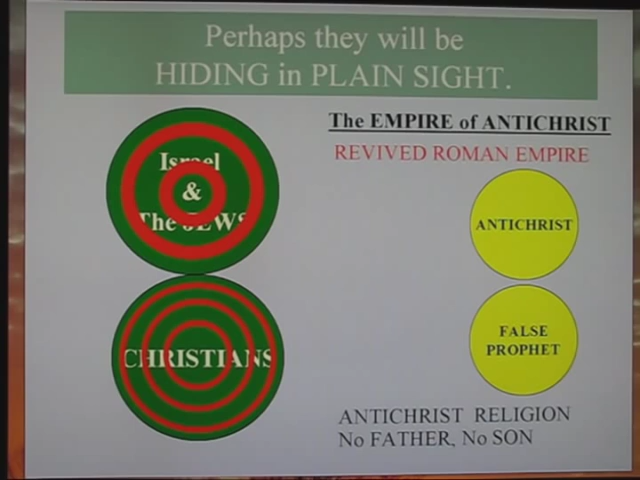 Perhaps they will be
HIDING in PLAIN SIGHT.
The EMPIRE of ANTICHRIST
REVIVED ROMAN EMPIRE
Israel
&
The JEWS
ANTICHRIST
CHRISTIANS
FALSE
PROPHET
ANTICHRIST RELIGION
No FATHER, No SON